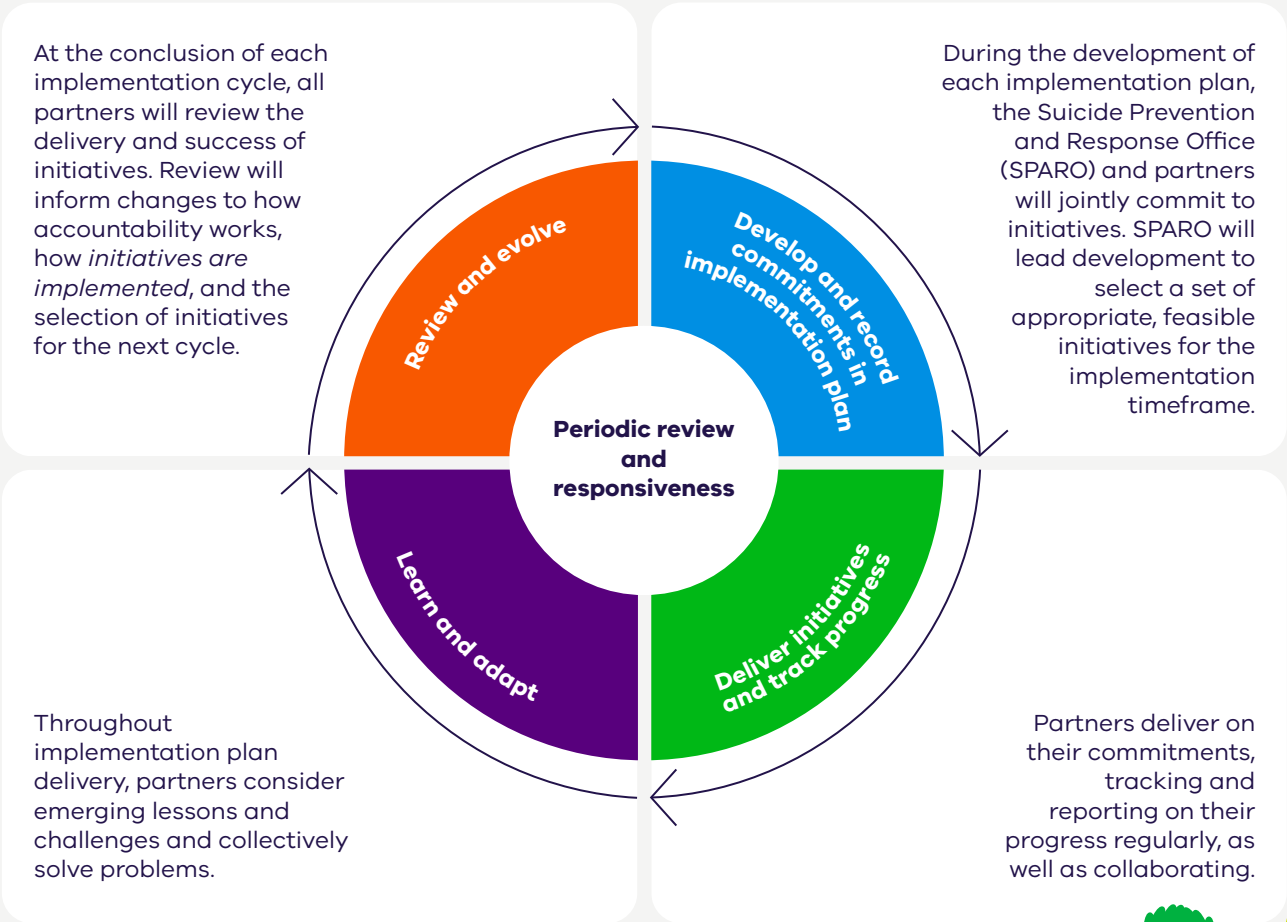 At the conclusion of each
implementation cycle, all
partners will review the
delivery and success of
initiatives. Review will
inform changes to how
accountability works,
how initiatives are
implemented, and the
selection of initiatives
for the next cycle.
During the development of
each implementation plan,
the Suicide Prevention
and Response Office
(SPARO) and partners
will jointly commit to
initiatives. SPARO will
lead development to
select a set of
appropriate, feasible
initiatives for the
implementation
timeframe.
Review and evolve
Develop and record
commitments in
implementation plan
Periodic review
and
responsiveness
Learn and adapt
Deliver initiatives
and track progress
Throughout
implementation plan
delivery, partners consider
emerging lessons and
challenges and collectively
solve problems.
Partners deliver on
their commitments,
tracking and
reporting on their
progress regularly, as
well as collaborating.